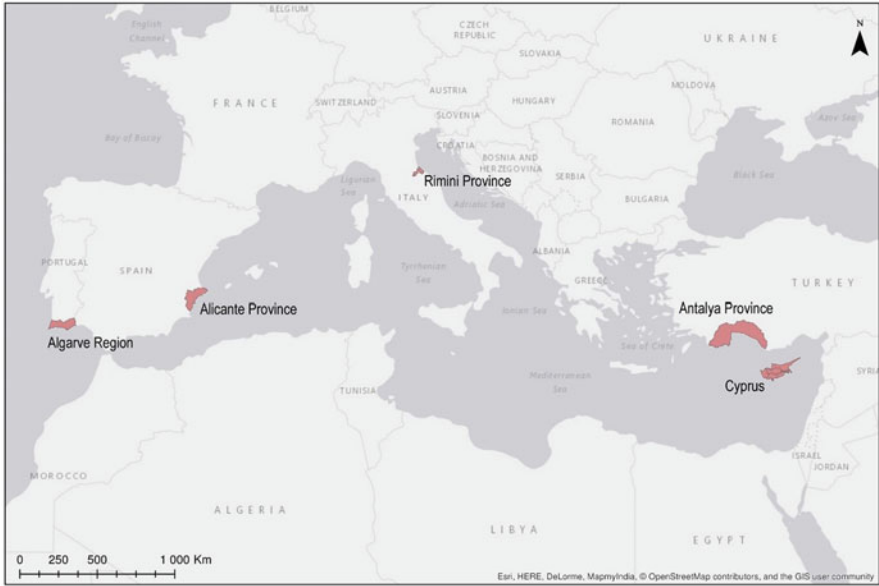 BELGIUM
English
Channel
CZECH
REPUBLIC
N
UKRAINE
SLOVAKIA
FRANCE
SWITZERLAND
AUSTRIA
HUNGARY
MOLDOVA
SLOVENIA
ROMANIA
Azov Sea
Bay of Biscay
CROATIA
BOSNIA AND
HERZEGOVINA
SERBIA
Black Sea
Ligurian
Sea
Rimini Province
ITALY
Adriatic Sea
BULGARIA
PORTUGAL
SPAIN
ALBANIA
Tyrrhenian
Sea
GREECE
TURKEY
Alicante Province
Ionian Sea
Antalya Province
Algarve Region
Sea of Crete
Mediterranean
Sea
SYRIA
Cyprus
TUNISIA
ISRAEL
JORDAN
MOROCCO
ALGERIA
LIBYA
EGYPT
0 250 500 1 000 Km
Esri, HERE, DeLorme, MapmyIndia, © OpenStreetMap contributors, and the GIS user community